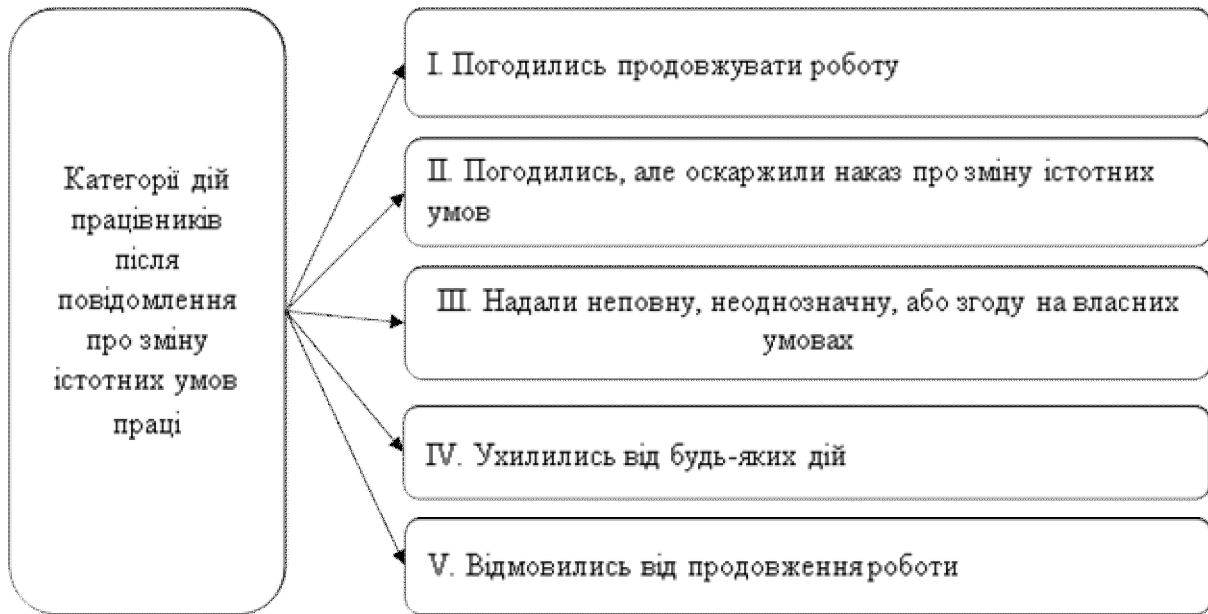 Категорії дій
працівників
після
повідомлення
про зміну
істотних умов
праці
І. Погодились продовжувати роботу
ІІ. Погодились, але оскаржили наказ про зміну істотних
умов
ІІІ. Надали неповну, неоднозначну, або згоду на власних
умовах
IV. Ухилились від будь-яких дій
V. Відмовились від продовження роботи